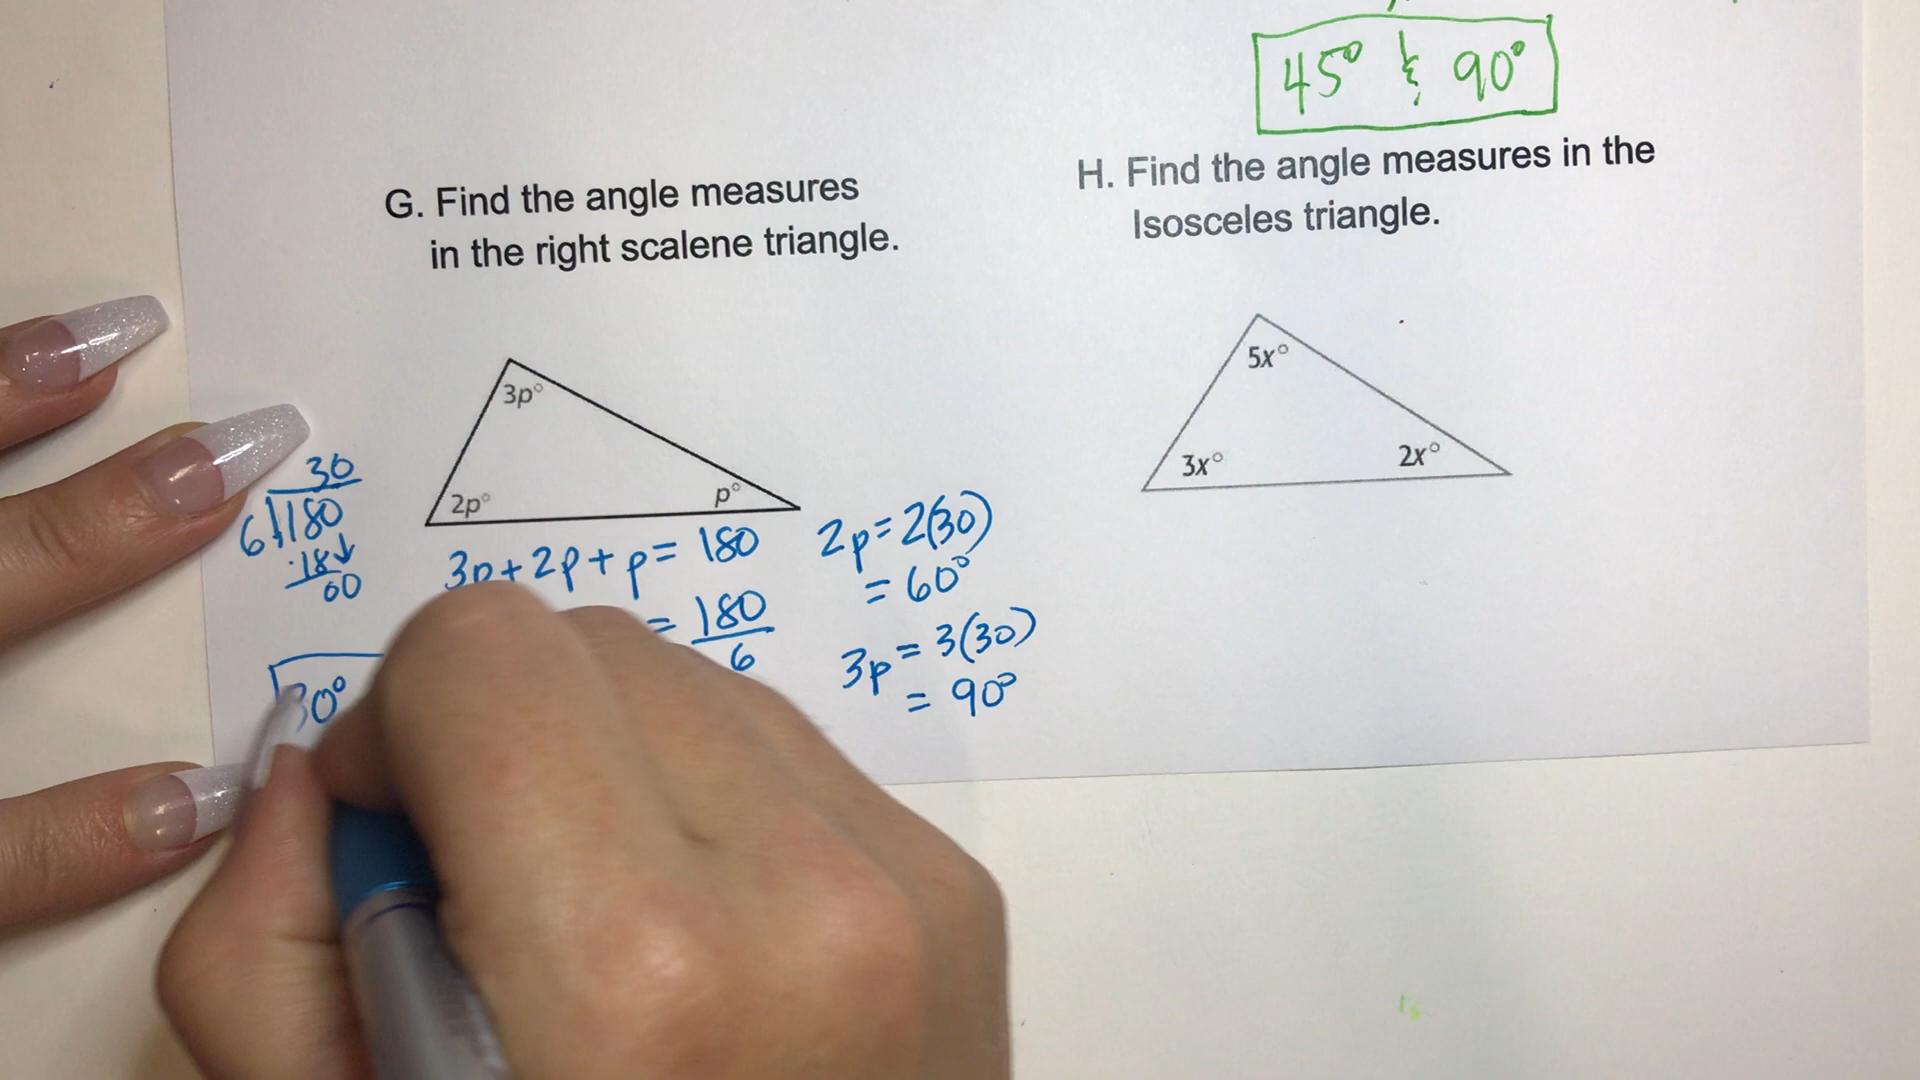 45° & 90°
G. Find the angle measures
in the right scalene triangle.
3p°
2p°
p°
30
6)180
-18↓
00
3p+2p+p= 180
= 180
6
30°
2p=2(30)
= 60°
3p = 3(30)
= 90°
H. Find the angle measures in the
Isosceles triangle.
5x°
3x°
2x°